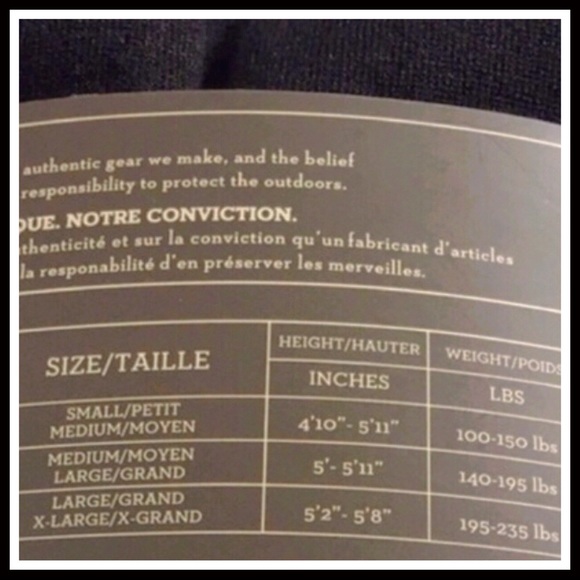 authentic gear we make, and the belief
responsibility to protect the outdoors.
QUE. NOTRE CONVICTION.
thenticité et sur la conviction qu'un fabricant d'articles
la responabilité d'en préserver les merveilles.
SIZE/TAILLE HEIGHT/HAUTER WEIGHT/POIDS
INCHES LBS
SMALL/PETIT
MEDIUM/MOYEN 4'10"- 5'11" 100-150 lbs
MEDIUM/MOYEN
LARGE/GRAND 5'- 5'11" 140-195 lbs
LARGE/GRAND
X-LARGE/X-GRAND 5'2"- 5'8" 195-235 lbs